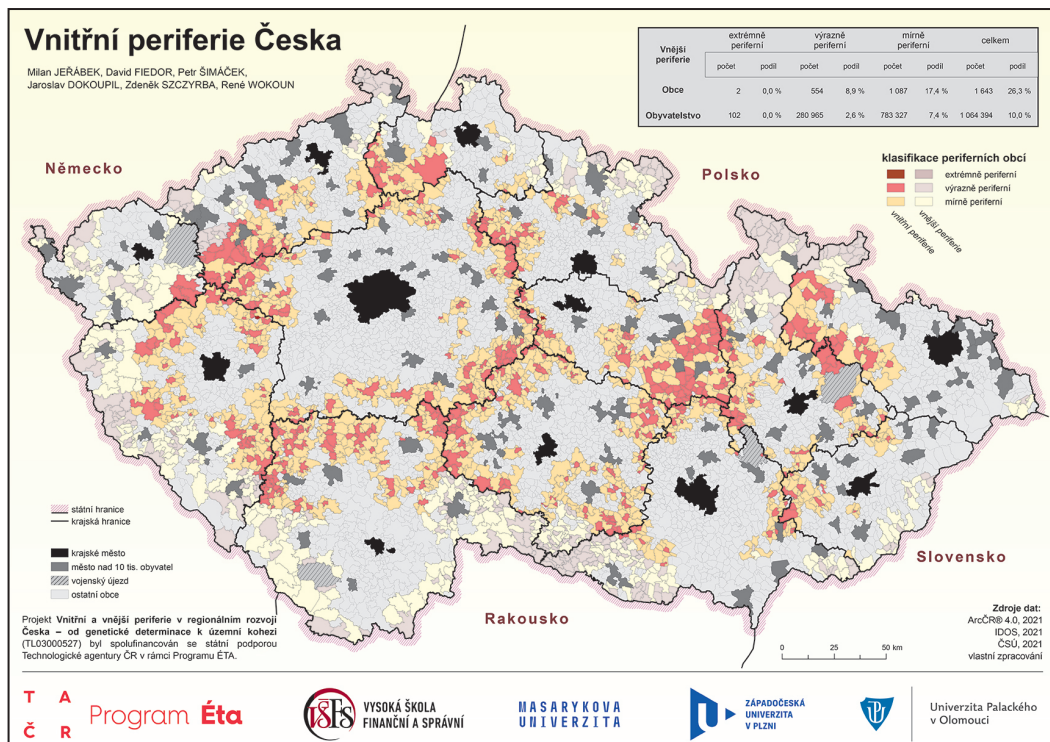 Vnitřní periferie Česka
Milan JEŘÁBEK, David FIEDOR, Petr ŠIMÁČEK,
Jaroslav DOKOUPIL, Zdeněk SZCZYRBA, René WOKOUN
Vnější periferie
extrémně periferní
výrazně periferní
mírně periferní
celkem
počet podíl počet podíl počet podíl počet podíl
Obce 2 0,0 % 554 8,9 % 1 087 17,4 % 1 643 26,3 %
Obyvatelstvo 102 0,0 % 280 965 2,6 % 783 327 7,4 % 1 064 394 10,0 %
Německo
Polsko
klasifikace periferních obcí
extrémně periferní
výrazně periferní
mírně periferní
vnitřní periferie
vnější periferie
státní hranice
krajská hranice
krajské město
město nad 10 tis. obyvatel
vojenský újezd
ostatní obce
Slovensko
Rakousko
Projekt Vnitřní a vnější periferie v regionálním rozvoji
Česka – od genetické determinace k územní kohezi
(TL03000527) byl spolufinancován se státní podporou
Technologické agentury ČR v rámci Programu ÉTA.
0 25 50 km
Zdroje dat:
ArcČR® 4.0, 2021
IDOS, 2021
ČSÚ, 2021
vlastní zpracování
T A
Č R
Program Éta
VŠFS
VYSOKÁ ŠKOLA
FINANČNÍ A SPRÁVNÍ
MASARYKOVA
UNIVERZITA
ZÁPADOČESKÁ
UNIVERZITA
V PLZNI
UP
Univerzita Palackého
v Olomouci